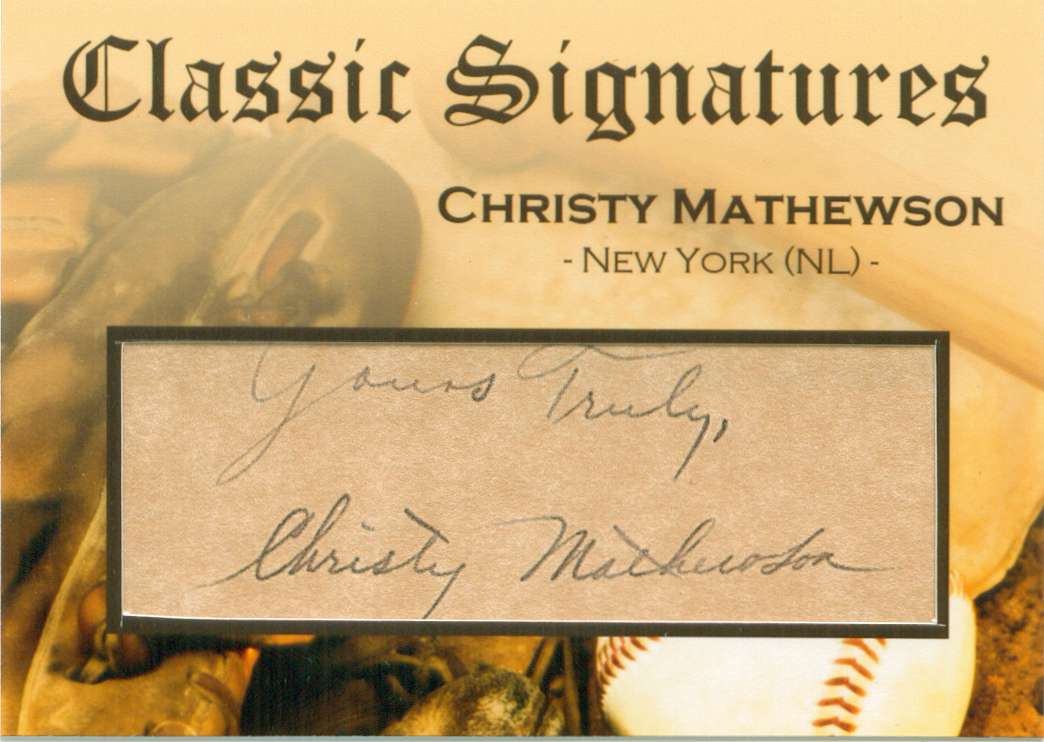 Classic Signatures
CHRISTY MATHEWSON
- NEW YORK (NL) -
Yours Truly,
Christy Mathewson